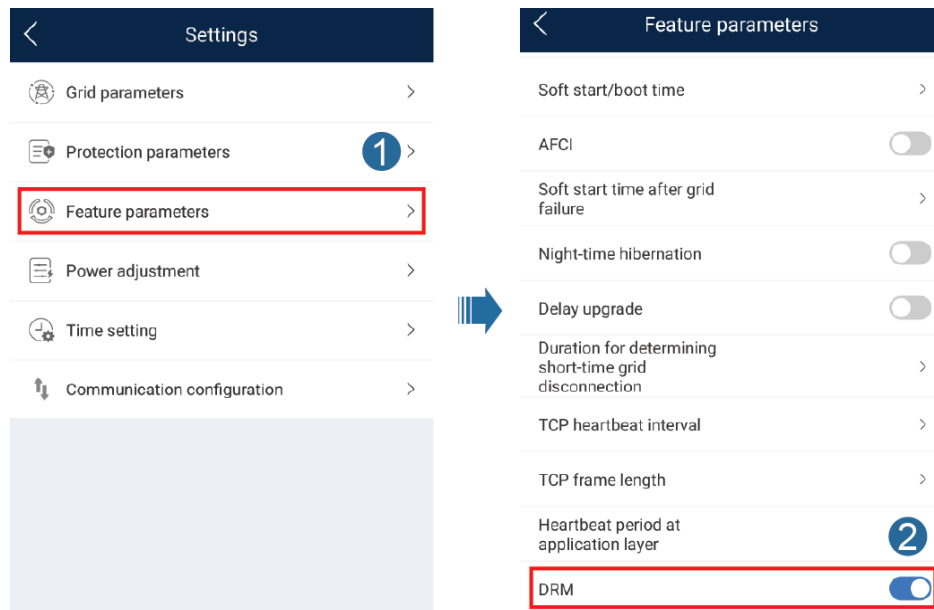 Settings
Grid parameters
Protection parameters
1
Feature parameters
Power adjustment
Time setting
Communication configuration
Feature parameters
Soft start/boot time
AFCI
Soft start time after grid
failure
Night-time hibernation
Delay upgrade
Duration for determining
short-time grid
disconnection
TCP heartbeat interval
TCP frame length
Heartbeat period at
application layer
2
DRM